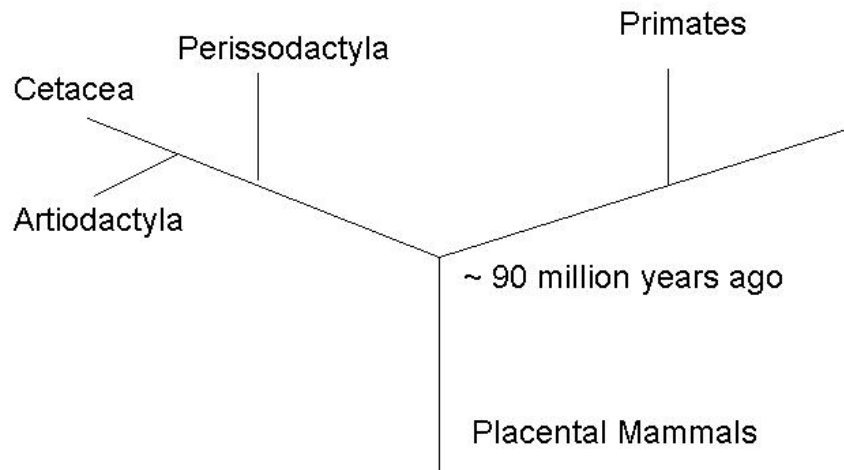 Primates
Perissodactyla
Cetacea
Artiodactyla
~ 90 million years ago
Placental Mammals